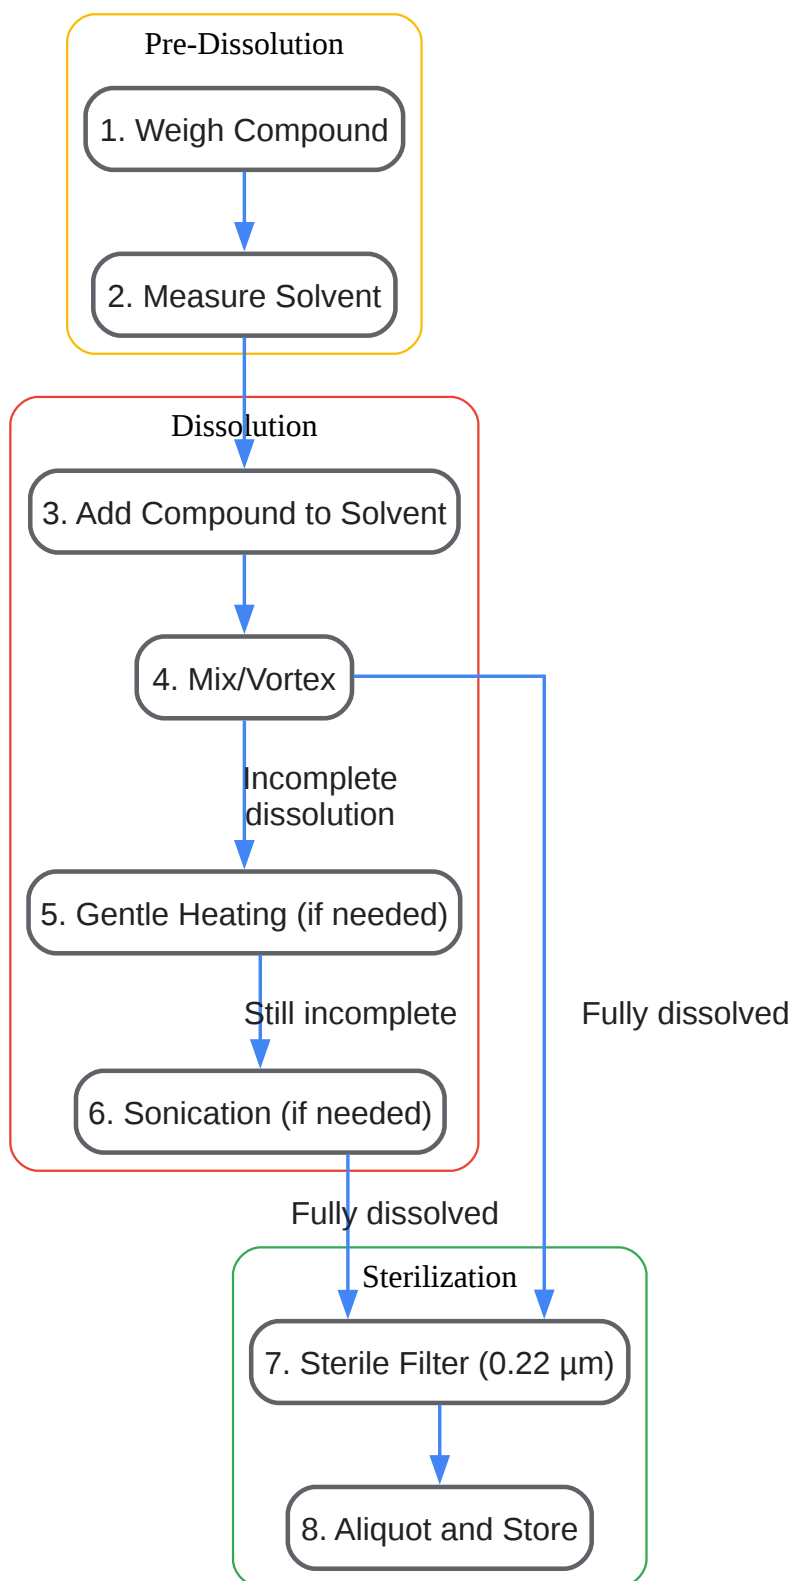 Pre-Dissolution
1. Weigh Compound
2. Measure Solvent
Dissolution
3. Add Compound to Solvent
4. Mix/Vortex
Incomplete
dissolution
5. Gentle Heating (if needed)
Still incomplete
Fully dissolved
6. Sonication (if needed)
Fully dissolved
Sterilization
7. Sterile Filter (0.22 µm)
8. Aliquot and Store